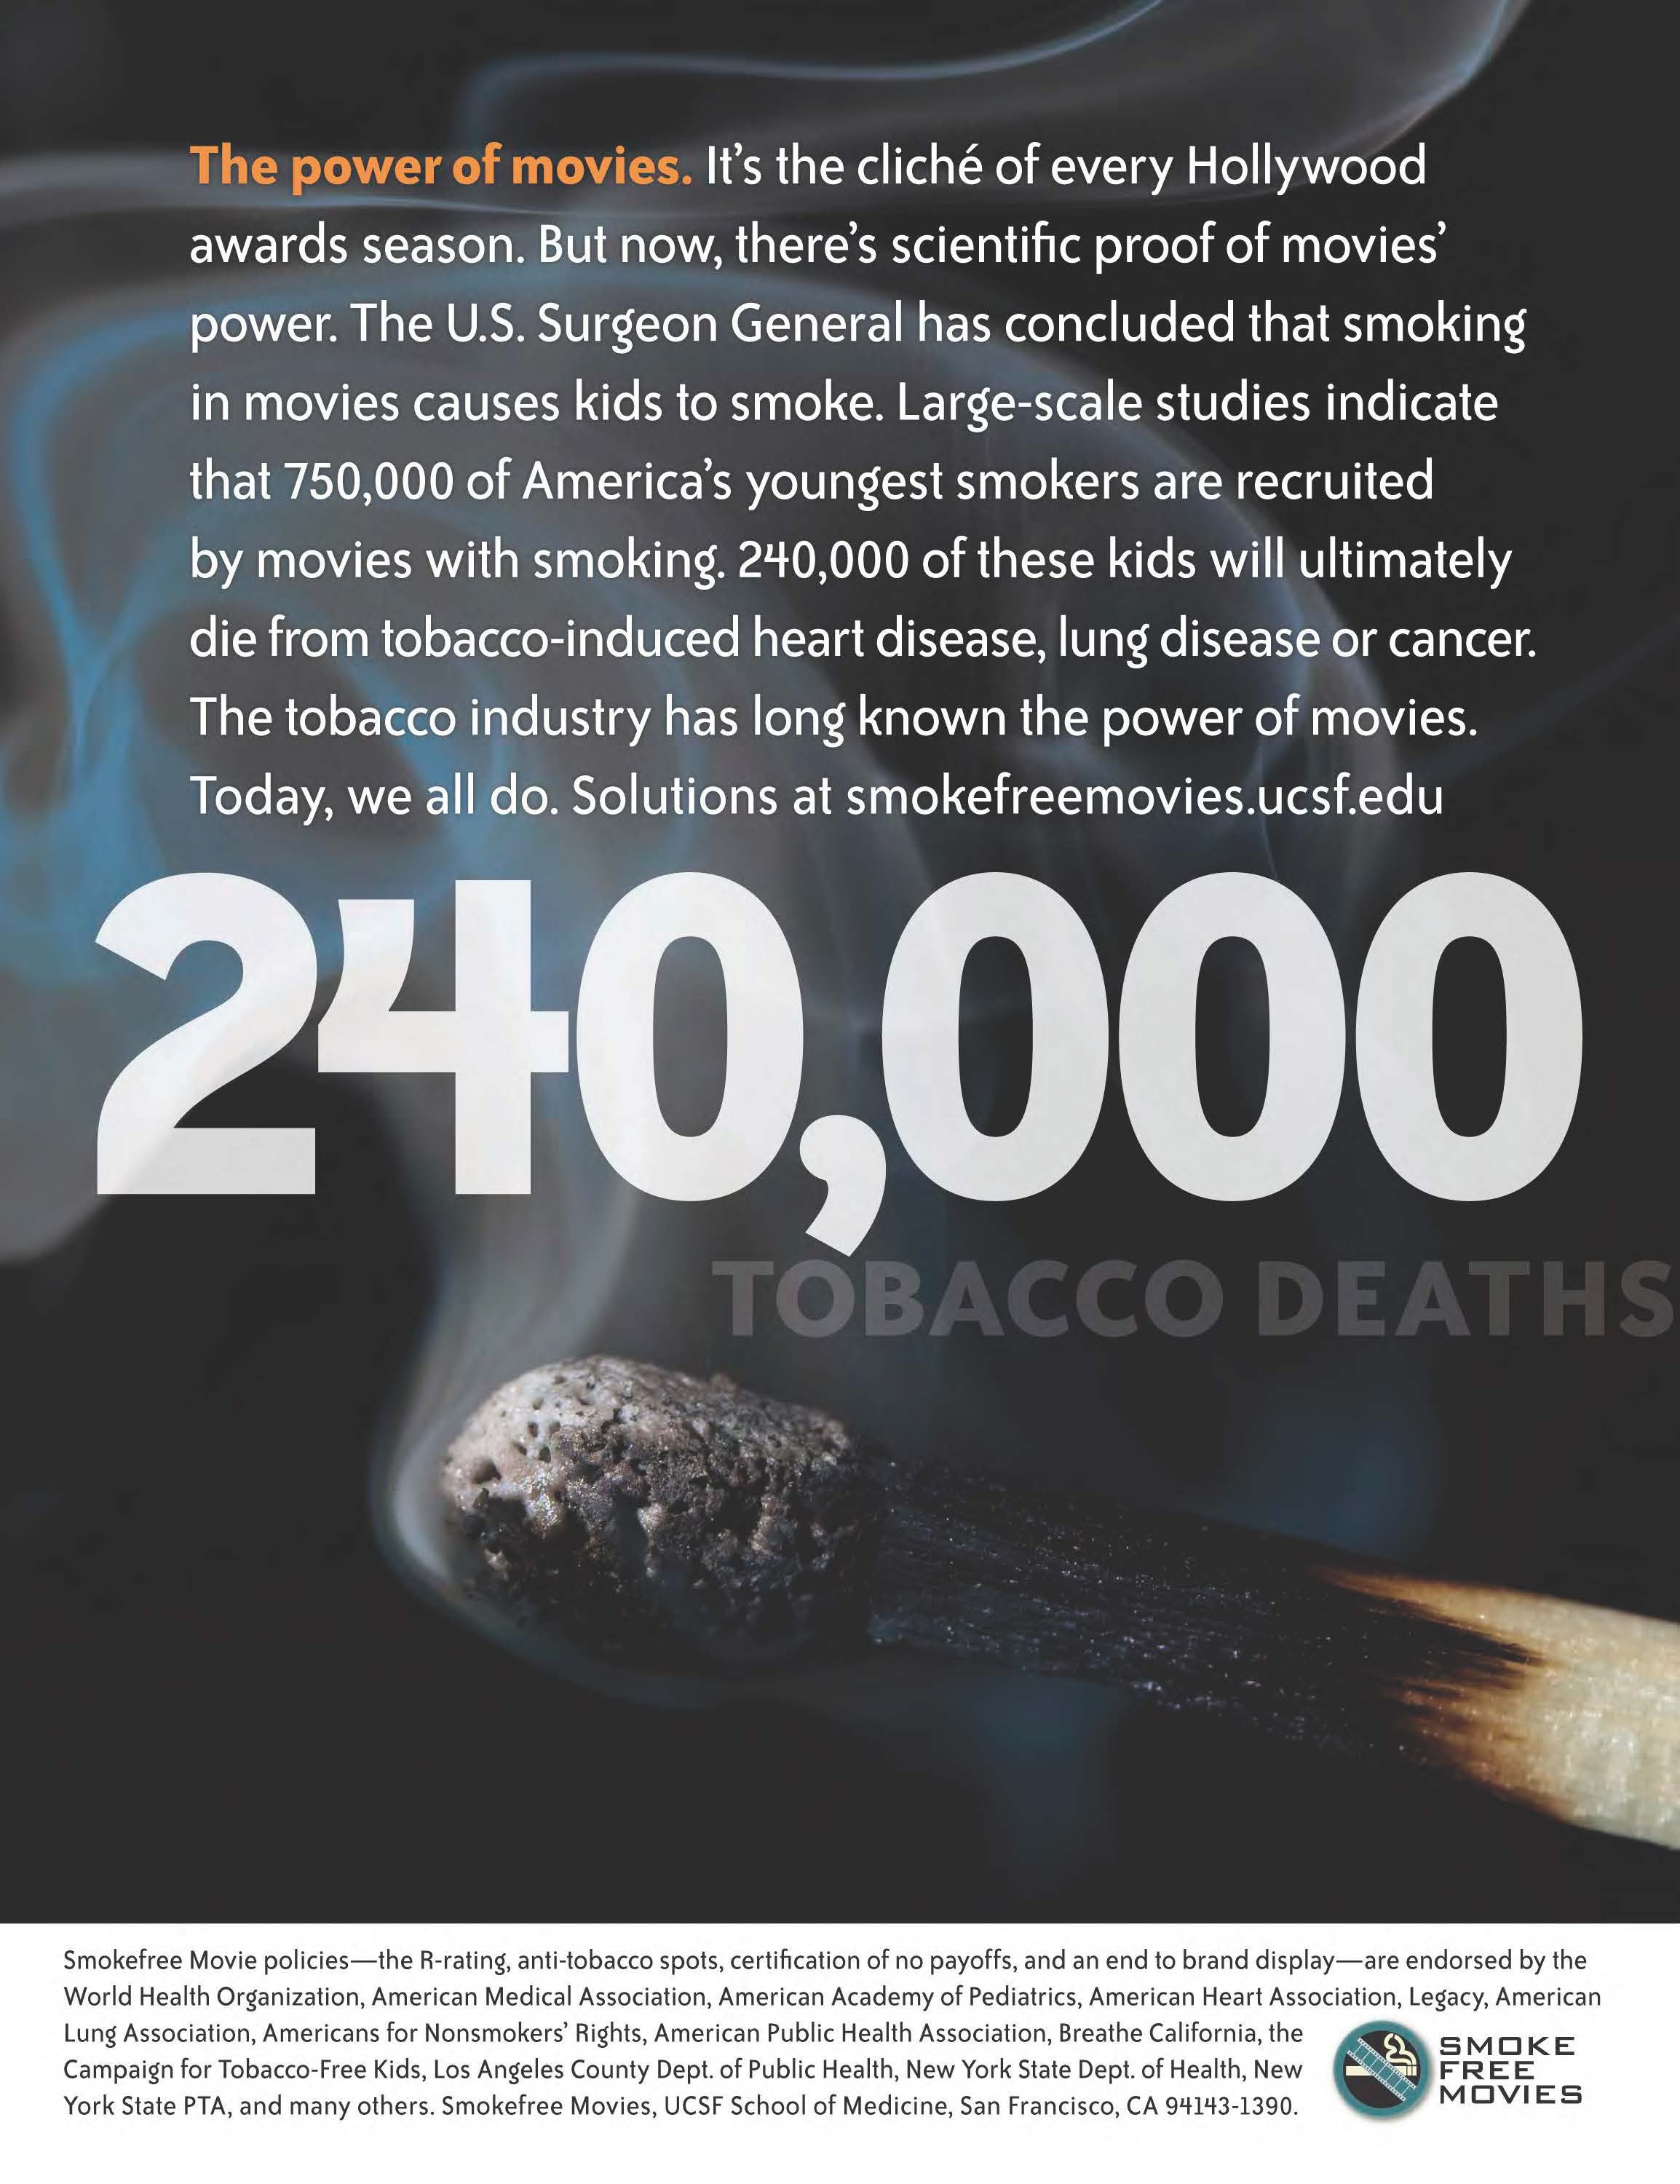 The power of movies. It's the cliché of every Hollywood
awards season. But now, there's scientific proof of movies'
power. The U.S. Surgeon General has concluded that smoking
in movies causes kids to smoke. Large-scale studies indicate
that 750,000 of America's youngest smokers are recruited
by movies with smoking. 240,000 of these kids will ultimately
die from tobacco-induced heart disease, lung disease or cancer.
The tobacco industry has long known the power of movies.
Today, we all do. Solutions at smokefreemovies.ucsf.edu
240,000
TOBACCO DEATHS
Smokefree Movie policies—the R-rating, anti-tobacco spots, certification of no payoffs, and an end to brand display—are endorsed by the
World Health Organization, American Medical Association, American Academy of Pediatrics, American Heart Association, Legacy, American
Lung Association, Americans for Nonsmokers' Rights, American Public Health Association, Breathe California, the
Campaign for Tobacco-Free Kids, Los Angeles County Dept. of Public Health, New York State Dept. of Health, New
York State PTA, and many others. Smokefree Movies, UCSF School of Medicine, San Francisco, CA 94143-1390.
SMOKE
FREE
MOVIES